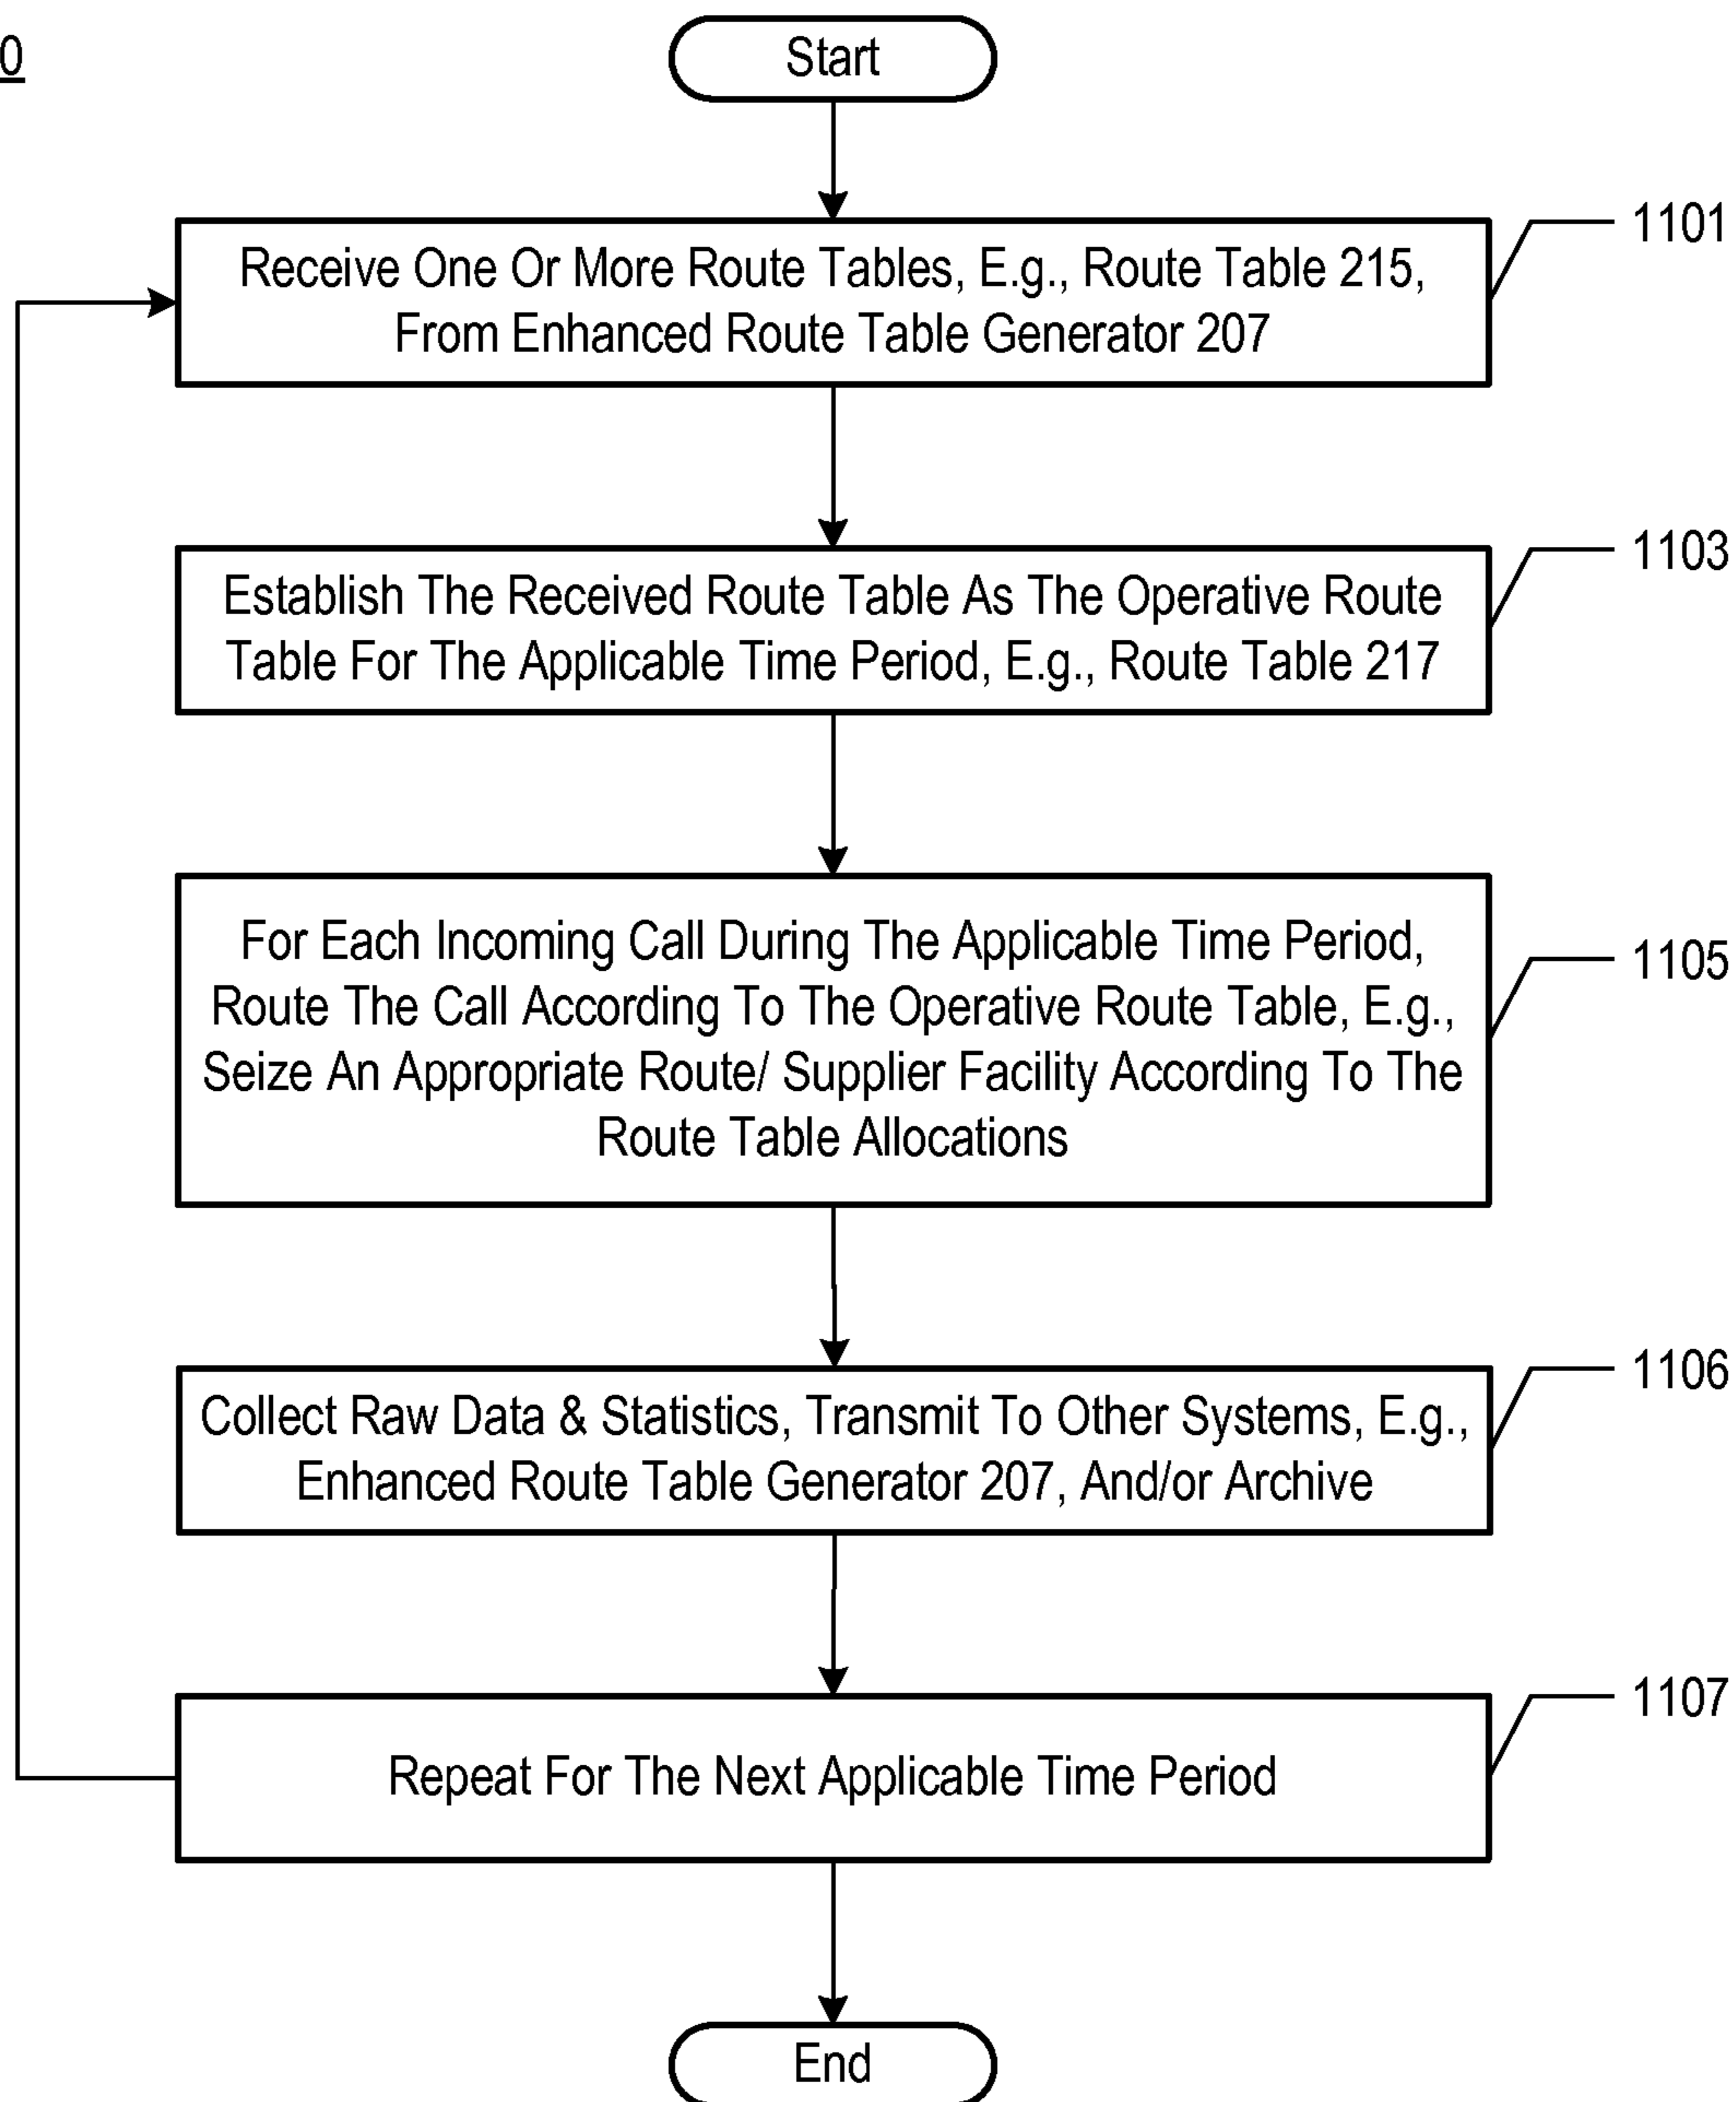 0
Start
1101
Receive One Or More Route Tables, E.g., Route Table 215,
From Enhanced Route Table Generator 207
1103
Establish The Received Route Table As The Operative Route
Table For The Applicable Time Period, E.g., Route Table 217
1105
For Each Incoming Call During The Applicable Time Period,
Route The Call According To The Operative Route Table, E.g.,
Seize An Appropriate Route/ Supplier Facility According To The
Route Table Allocations
1106
Collect Raw Data & Statistics, Transmit To Other Systems, E.g.,
Enhanced Route Table Generator 207, And/or Archive
1107
Repeat For The Next Applicable Time Period
End